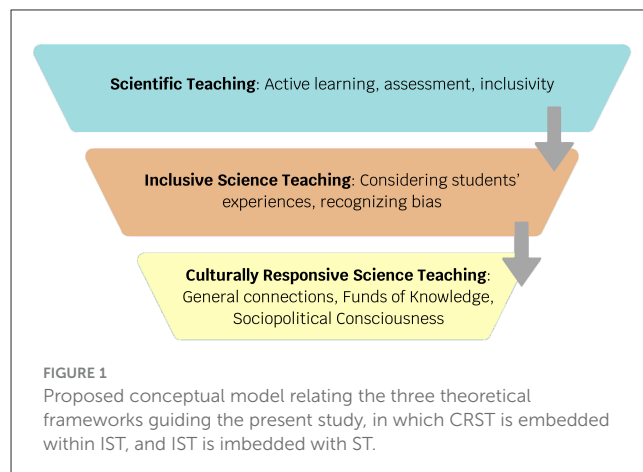 Scientific Teaching: Active learning, assessment, inclusivity
Inclusive Science Teaching: Considering students’
experiences, recognizing bias
Culturally Responsive Science Teaching:
General connections, Funds of Knowledge,
Sociopolitical Consciousness
FIGURE 1
Proposed conceptual model relating the three theoretical
frameworks guiding the present study, in which CRST is embedded
within IST, and IST is imbedded with ST.